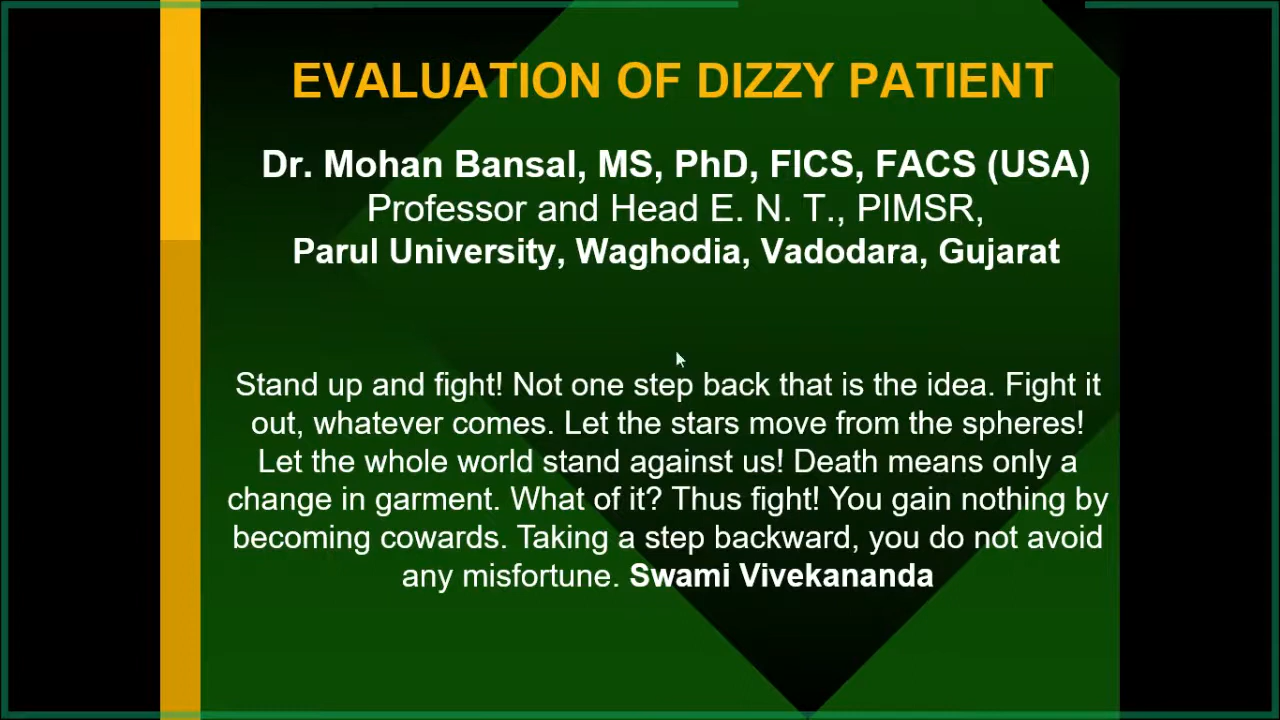 EVALUATION OF DIZZY PATIENT
Dr. Mohan Bansal, MS, PhD, FICS, FACS (USA)
Professor and Head E. N. T., PIMSR,
Parul University, Waghodia, Vadodara, Gujarat
Stand up and fight! Not one step back that is the idea. Fight it
out, whatever comes. Let the stars move from the spheres!
Let the whole world stand against us! Death means only a
change in garment. What of it? Thus fight! You gain nothing by
becoming cowards. Taking a step backward, you do not avoid
any misfortune. Swami Vivekananda